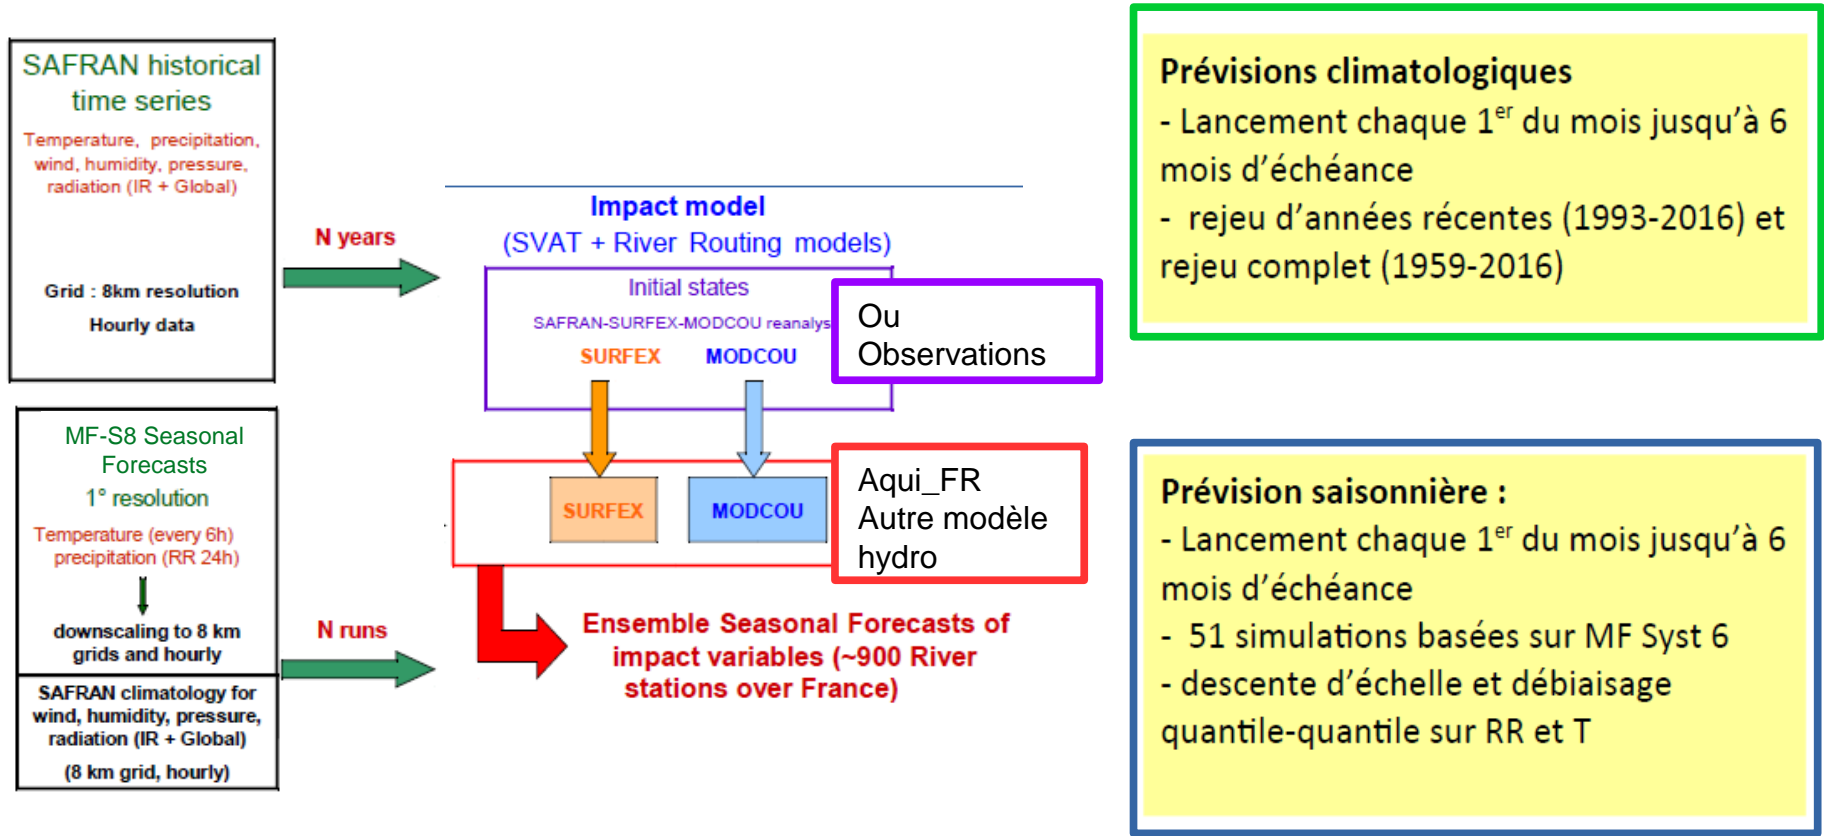 SAFRAN historical
time series
Temperature, precipitation,
wind, humidity, pressure,
radiation (IR + Global)
Grid : 8km resolution
Hourly data
N years
MF-S8 Seasonal
Forecasts
1° resolution
Temperature (every 6h)
precipitation (RR 24h)
downscaling to 8 km
grids and hourly
SAFRAN climatology for
wind, humidity, pressure,
radiation (IR + Global)
(8 km grid, hourly)
N runs
Impact model
(SVAT + River Routing models)
Initial states
SAFRAN-SURFEX-MODCOU reanalys
SURFEX MODCOU
Ou
Observations
SURFEX MODCOU
Aqui_FR
Autre modèle
hydro
Ensemble Seasonal Forecasts of
impact variables (~900 River
stations over France)
Prévisions climatologiques
- Lancement chaque 1er du mois jusqu’à 6
mois d’échéance
- rejeu d’années récentes (1993-2016) et
rejeu complet (1959-2016)
Prévision saisonnière :
- Lancement chaque 1er du mois jusqu’à 6
mois d’échéance
- 51 simulations basées sur MF Syst 6
- descente d’échelle et débiaisage
quantile-quantile sur RR et T